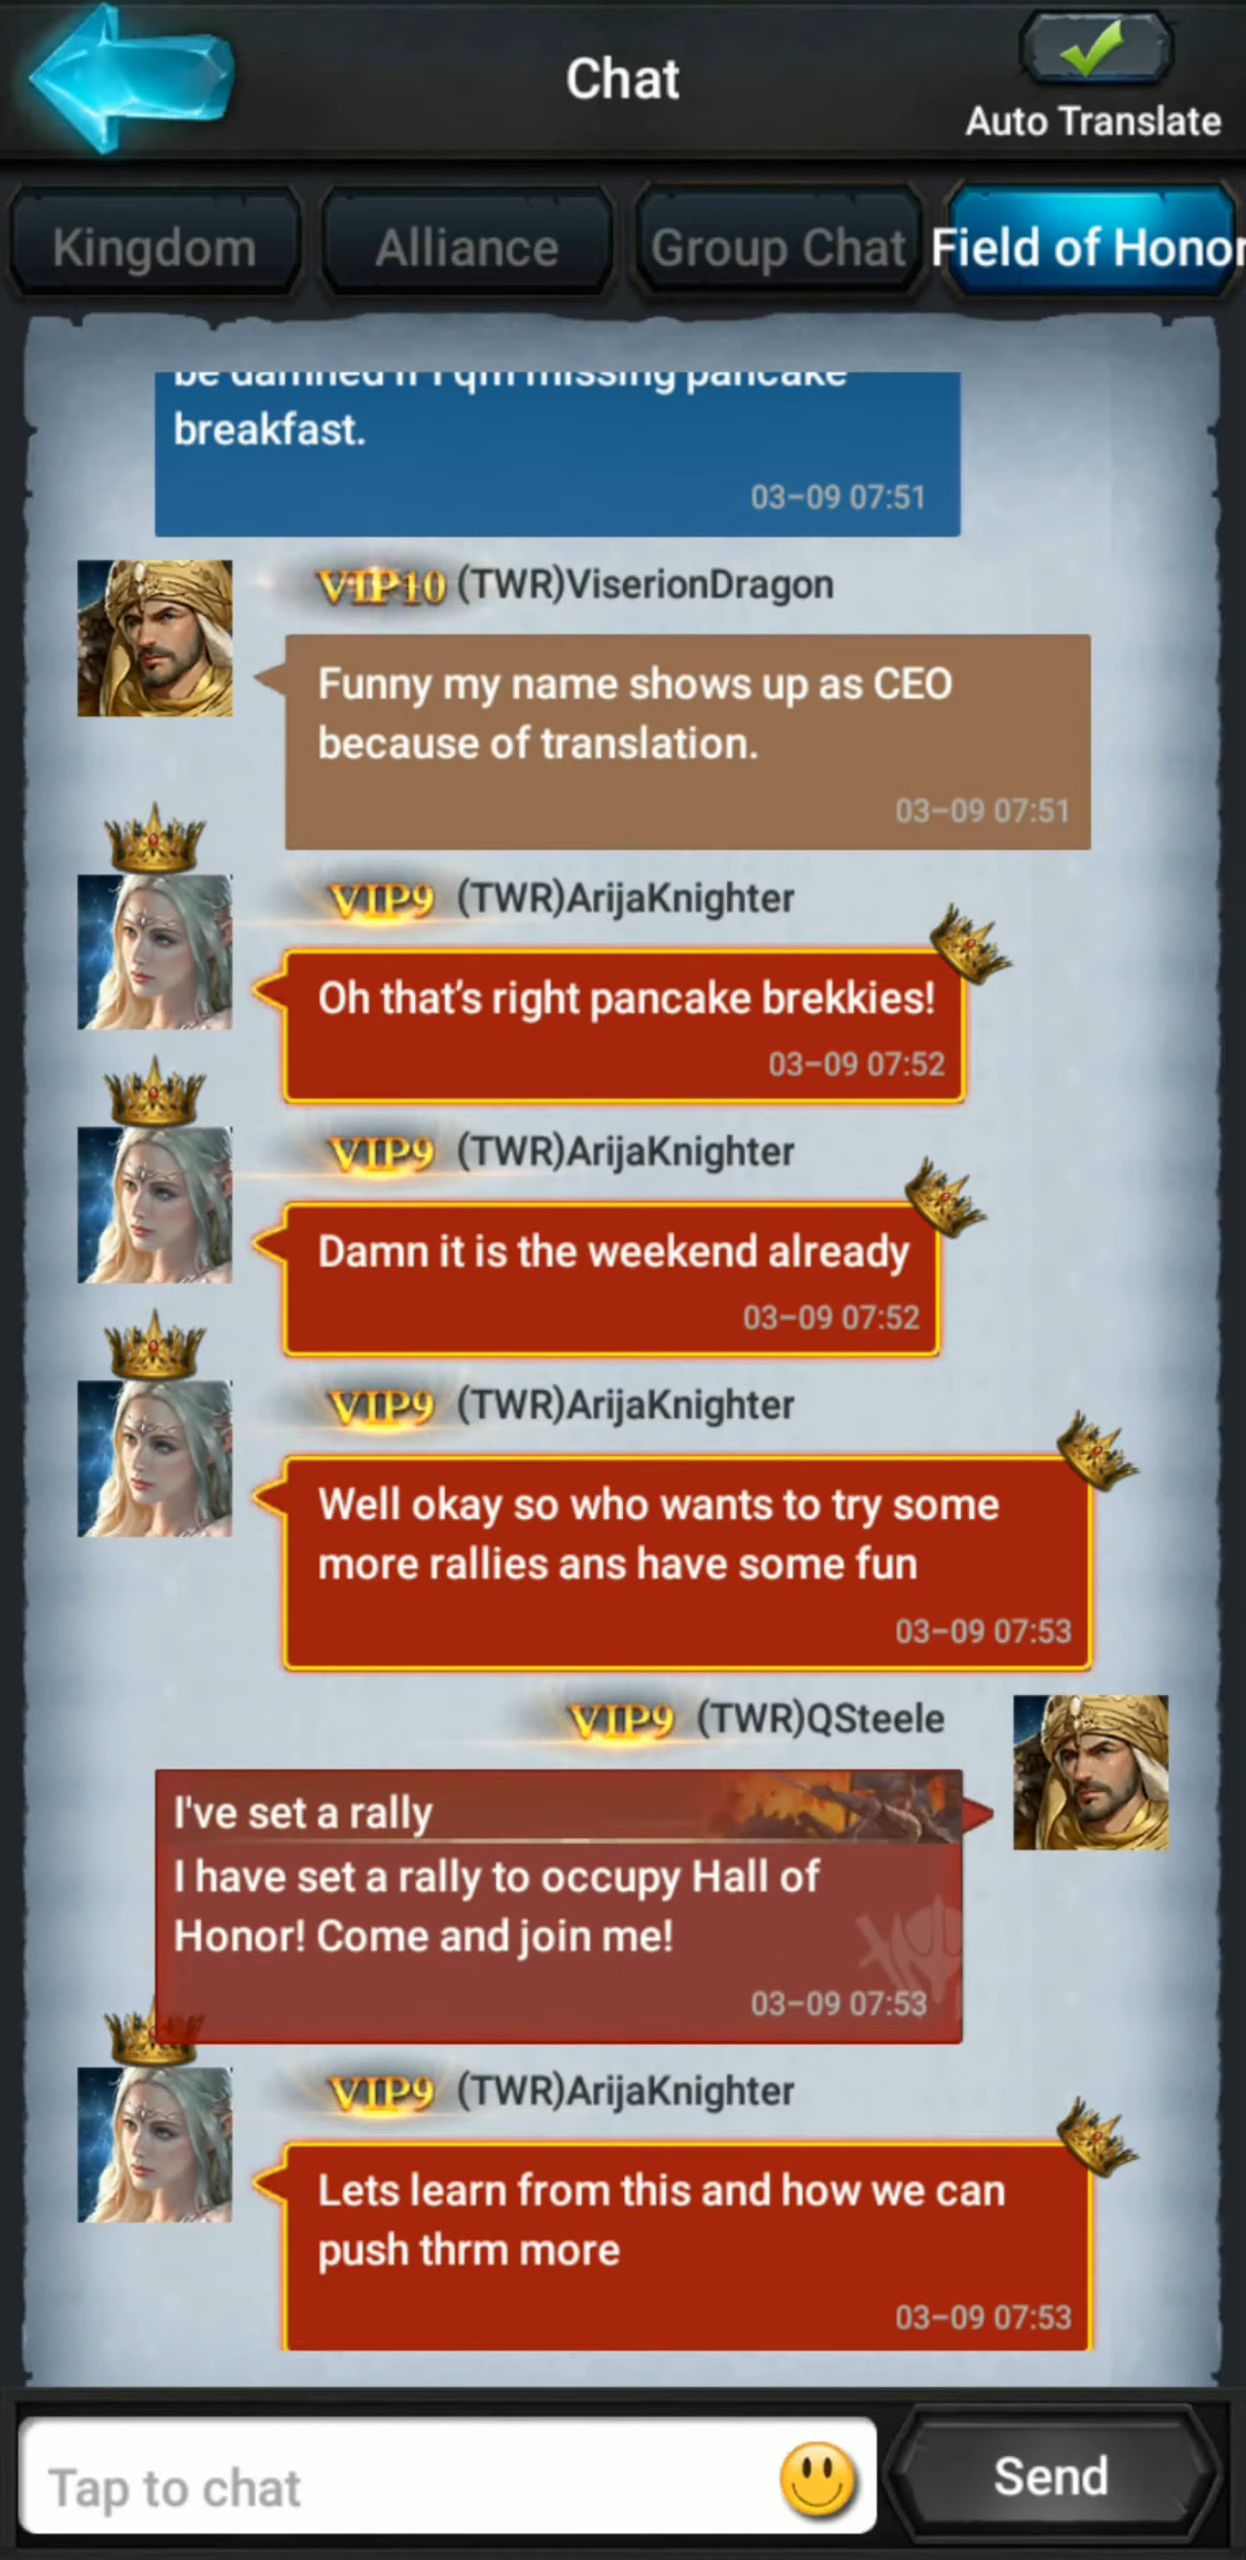 Chat
Auto Translate
Kingdom
Alliance
Group Chat
Field of Honor
be damned if I qm missing pancake
breakfast.
03-09 07:51
VIP10 (TWR)ViserionDragon
Funny my name shows up as CEO
because of translation.
03-09 07:51
VIP9 (TWR)ArijaKnighter
Oh that's right pancake brekkies!
03-09 07:52
VIP9 (TWR)ArijaKnighter
Damn it is the weekend already
03-09 07:52
VIP9 (TWR)ArijaKnighter
Well okay so who wants to try some
more rallies ans have some fun
03-09 07:53
VIP9 (TWR)QSteele
I've set a rally
I have set a rally to occupy Hall of
Honor! Come and join me!
03-09 07:53
VIP9 (TWR)ArijaKnighter
Lets learn from this and how we can
push thrm more
03-09 07:53
Tap to chat
Send